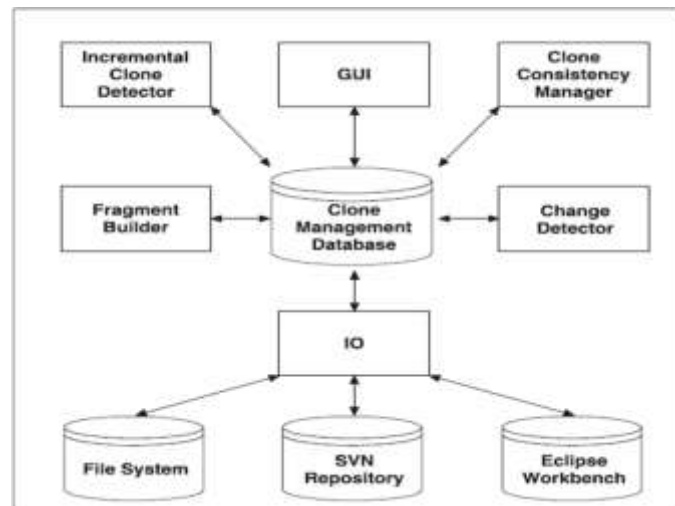 Incremental
Clone
Detector
GUI
Clone
Consistency
Manager
Fragment
Builder
Clone
Management
Database
Change
Detector
IO
File System
SVN
Repository
Eclipse
Workbench